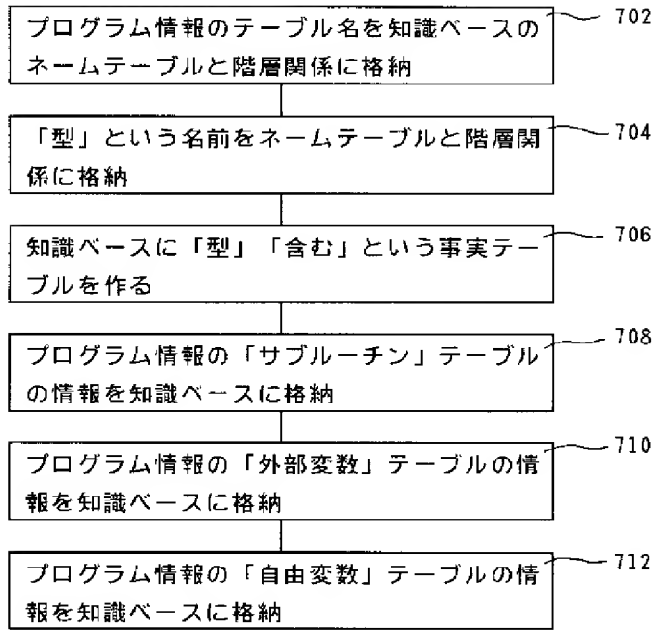 プログラム情報のテーブル名を知識ベースの
ネームテーブルと階層関係に格納
702
「型」という名前をネームテーブルと階層関
係に格納
704
知識ベースに「型」「含む」という事実テー
ブルを作る
706
プログラム情報の「サブルーチン」テーブル
の情報を知識ベースに格納
708
プログラム情報の「外部変数」テーブルの情
報を知識ベースに格納
710
プログラム情報の「自由変数」テーブルの情
報を知識ベースに格納
712